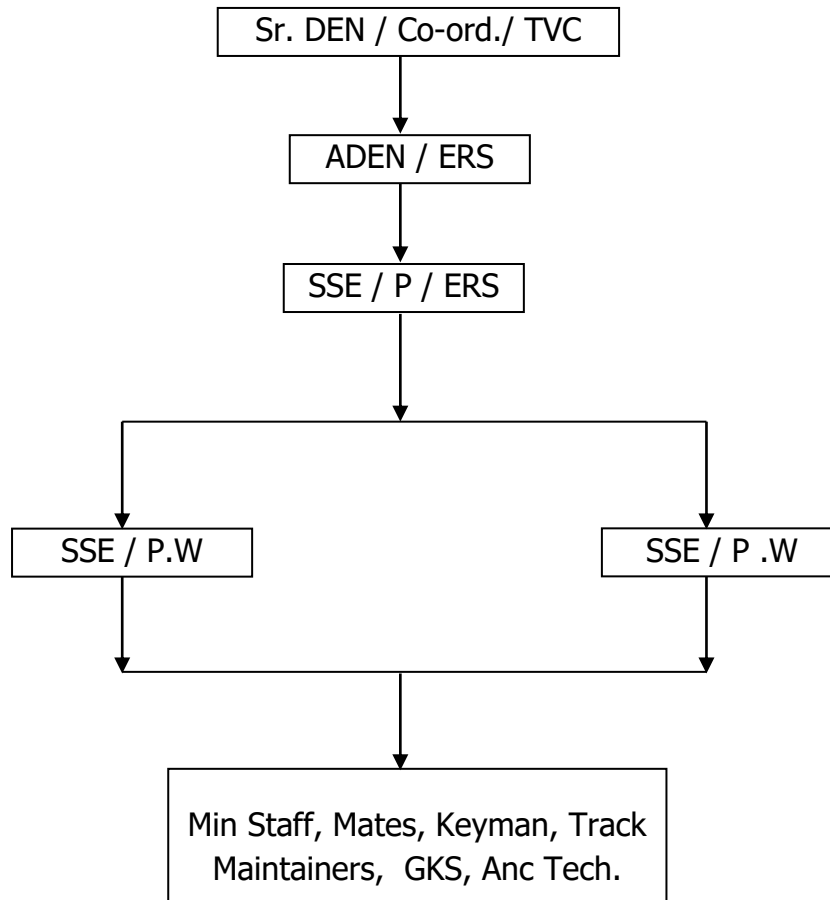 Sr. DEN / Co-ord./ TVC
ADEN / ERS
SSE / P / ERS
SSE / P.W
SSE / P .W
Min Staff, Mates, Keyman, Track
Maintainers,  GKS, Anc Tech.